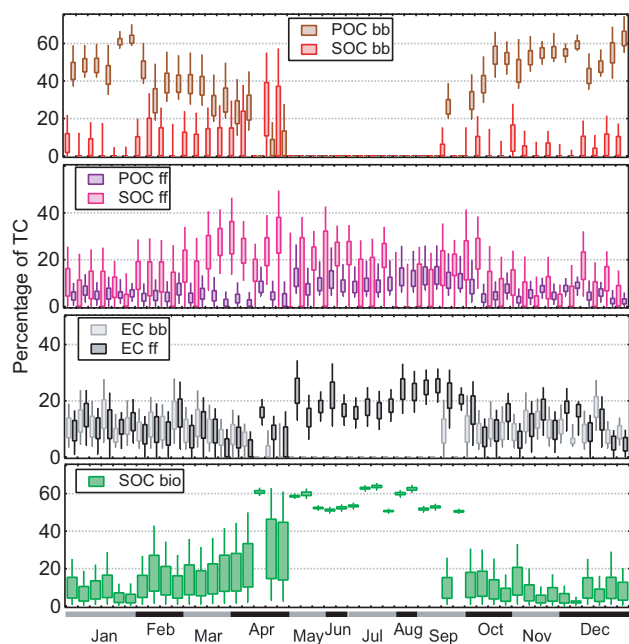 POC bb
SOC bb
60
40
20
0
POC ff
SOC ff
40
20
0
Percentage of TC
EC bb
EC ff
60
40
20
0
SOC bio
60
40
20
0
Jan Feb Mar Apr May Jun Jul Aug Sep Oct Nov Dec